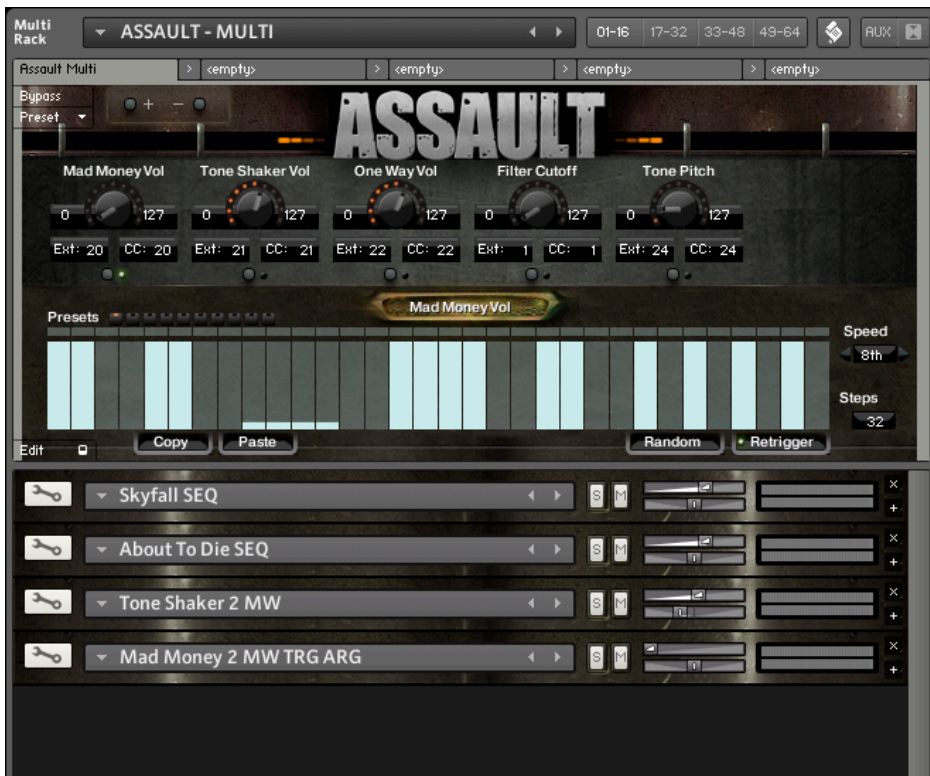 Multi Rack
ASSAULT - MULTI
01-16 17-32 33-48 49-64 AUX
Assault Multi > <empty> > <empty> > <empty> > <empty>
Bypass
Preset
+ -
ASSAULT
Mad Money Vol Tone Shaker Vol One Way Vol Filter Cutoff Tone Pitch
0 127 0 127 0 127 0 127 0 127
Ext: 20 CC: 20 Ext: 21 CC: 21 Ext: 22 CC: 22 Ext: 1 CC: 1 Ext: 24 CC: 24
Mad Money Vol
Presets
Speed
8th
Steps
32
Edit Copy Paste Random Retrigger
Skyfall SEQ S M × +
About To Die SEQ S M × +
Tone Shaker 2 MW S M × +
Mad Money 2 MW TRG ARG S M × +